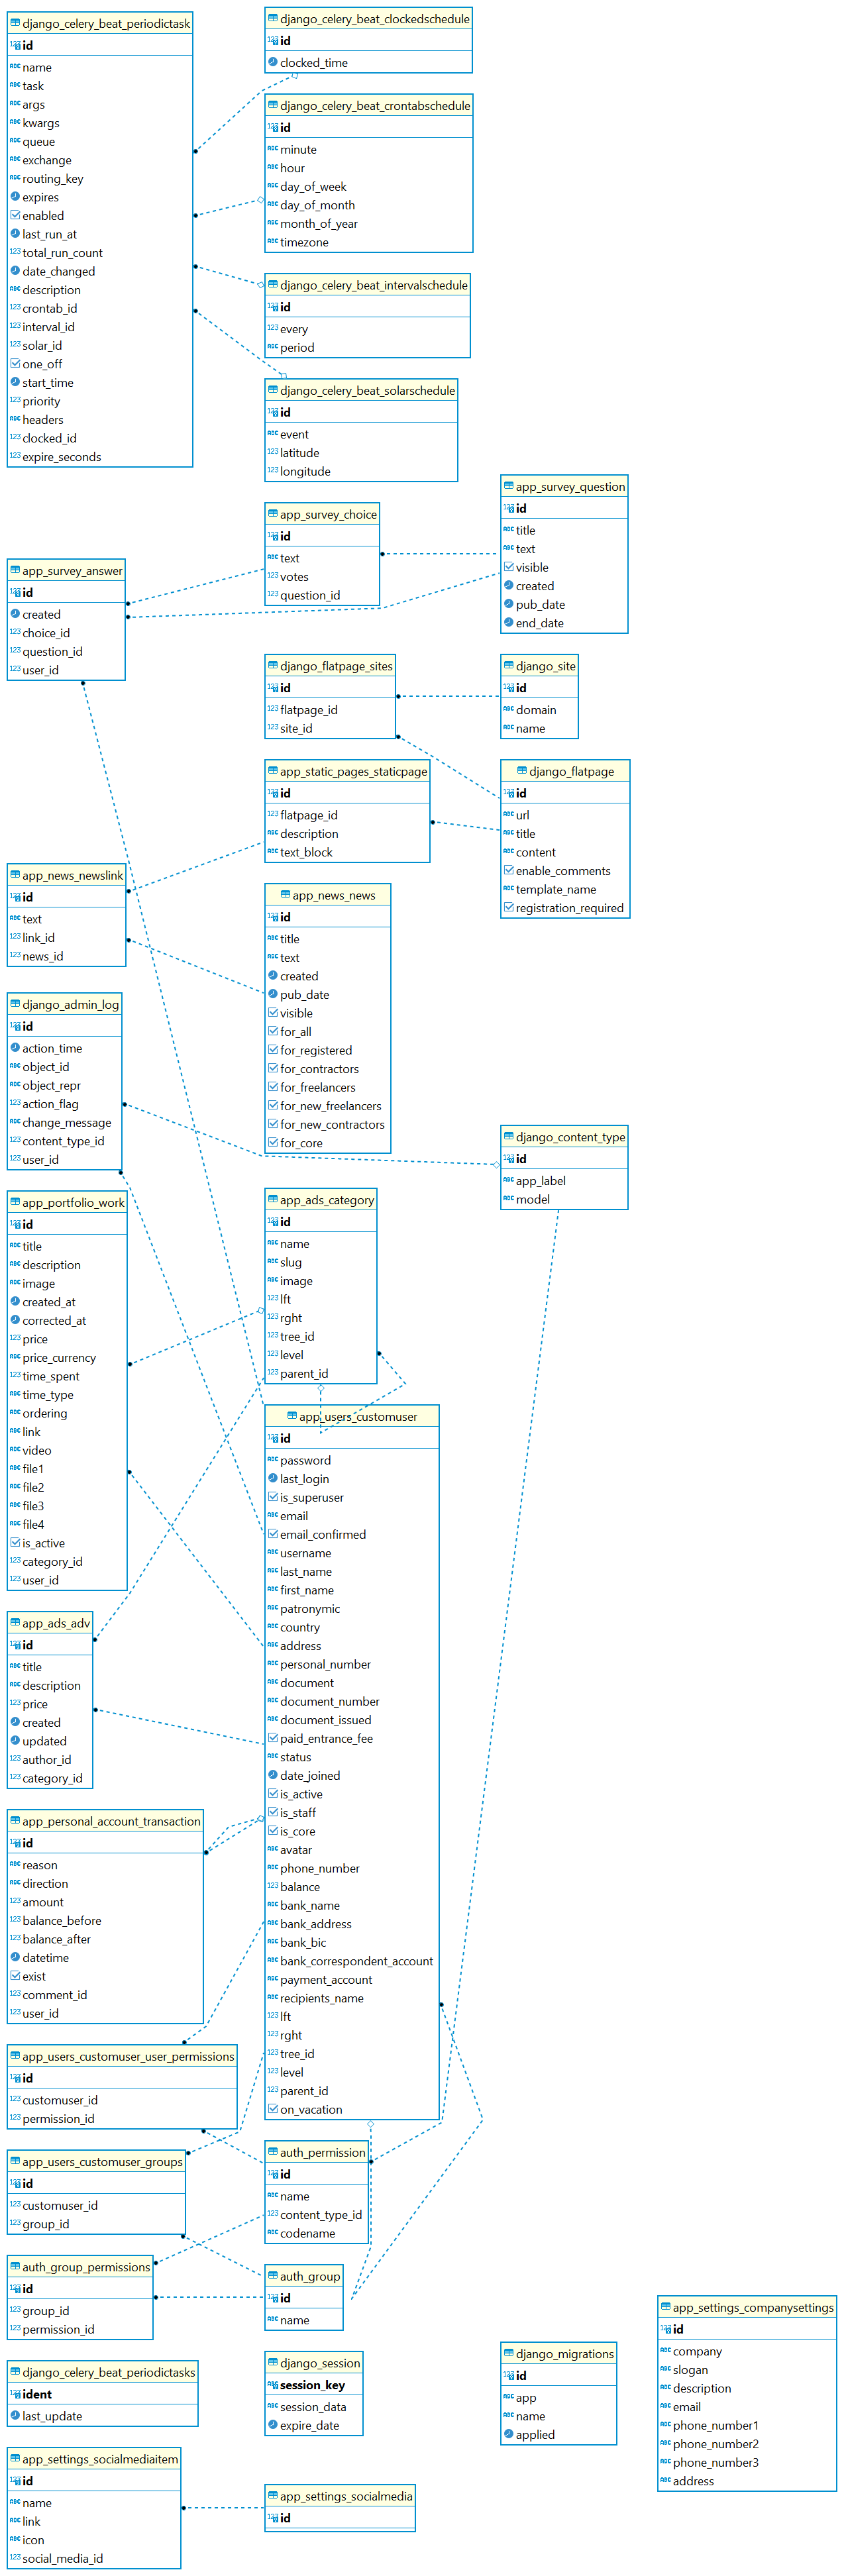 django_celery_beat_periodictask
id
name
task
args
kwargs
queue
exchange
routing_key
expires
enabled
last_run_at
total_run_count
date_changed
description
crontab_id
interval_id
solar_id
one_off
start_time
priority
headers
clocked_id
expire_seconds
django_celery_beat_clockedschedule
id
clocked_time
django_celery_beat_crontabschedule
id
minute
hour
day_of_week
day_of_month
month_of_year
timezone
django_celery_beat_intervalschedule
id
every
period
django_celery_beat_solarschedule
id
event
latitude
longitude
app_survey_question
id
title
text
visible
created
pub_date
end_date
app_survey_choice
id
text
votes
question_id
app_survey_answer
id
created
choice_id
question_id
user_id
django_flatpage_sites
id
flatpage_id
site_id
django_site
id
domain
name
app_static_pages_staticpage
id
flatpage_id
description
text_block
django_flatpage
id
url
title
content
enable_comments
template_name
registration_required
app_news_newslink
id
text
link_id
news_id
app_news_news
id
title
text
created
pub_date
visible
for_all
for_registered
for_contractors
for_freelancers
for_new_freelancers
for_new_contractors
for_core
django_admin_log
id
action_time
object_id
object_repr
action_flag
change_message
content_type_id
user_id
django_content_type
id
app_label
model
app_portfolio_work
id
title
description
image
created_at
corrected_at
price
price_currency
time_spent
time_type
ordering
link
video
file1
file2
file3
file4
is_active
category_id
user_id
app_ads_category
id
name
slug
image
lft
rght
tree_id
level
parent_id
app_users_customuser
id
password
last_login
is_superuser
email
email_confirmed
username
last_name
first_name
patronymic
country
address
personal_number
document
document_number
document_issued
paid_entrance_fee
status
date_joined
is_active
is_staff
is_core
avatar
phone_number
balance
bank_name
bank_address
bank_bic
bank_correspondent_account
payment_account
recipients_name
lft
rght
tree_id
level
parent_id
on_vacation
app_ads_adv
id
title
description
price
created
updated
author_id
category_id
app_personal_account_transaction
id
reason
direction
amount
balance_before
balance_after
datetime
exist
comment_id
user_id
app_users_customuser_user_permissions
id
customuser_id
permission_id
app_users_customuser_groups
id
customuser_id
group_id
auth_permission
id
name
content_type_id
codename
auth_group_permissions
id
group_id
permission_id
auth_group
id
name
app_settings_companysettings
id
company
slogan
description
email
phone_number1
phone_number2
phone_number3
address
django_celery_beat_periodictasks
ident
last_update
django_session
session_key
session_data
expire_date
django_migrations
id
app
name
applied
app_settings_socialmediaitem
id
name
link
icon
social_media_id
app_settings_socialmedia
id